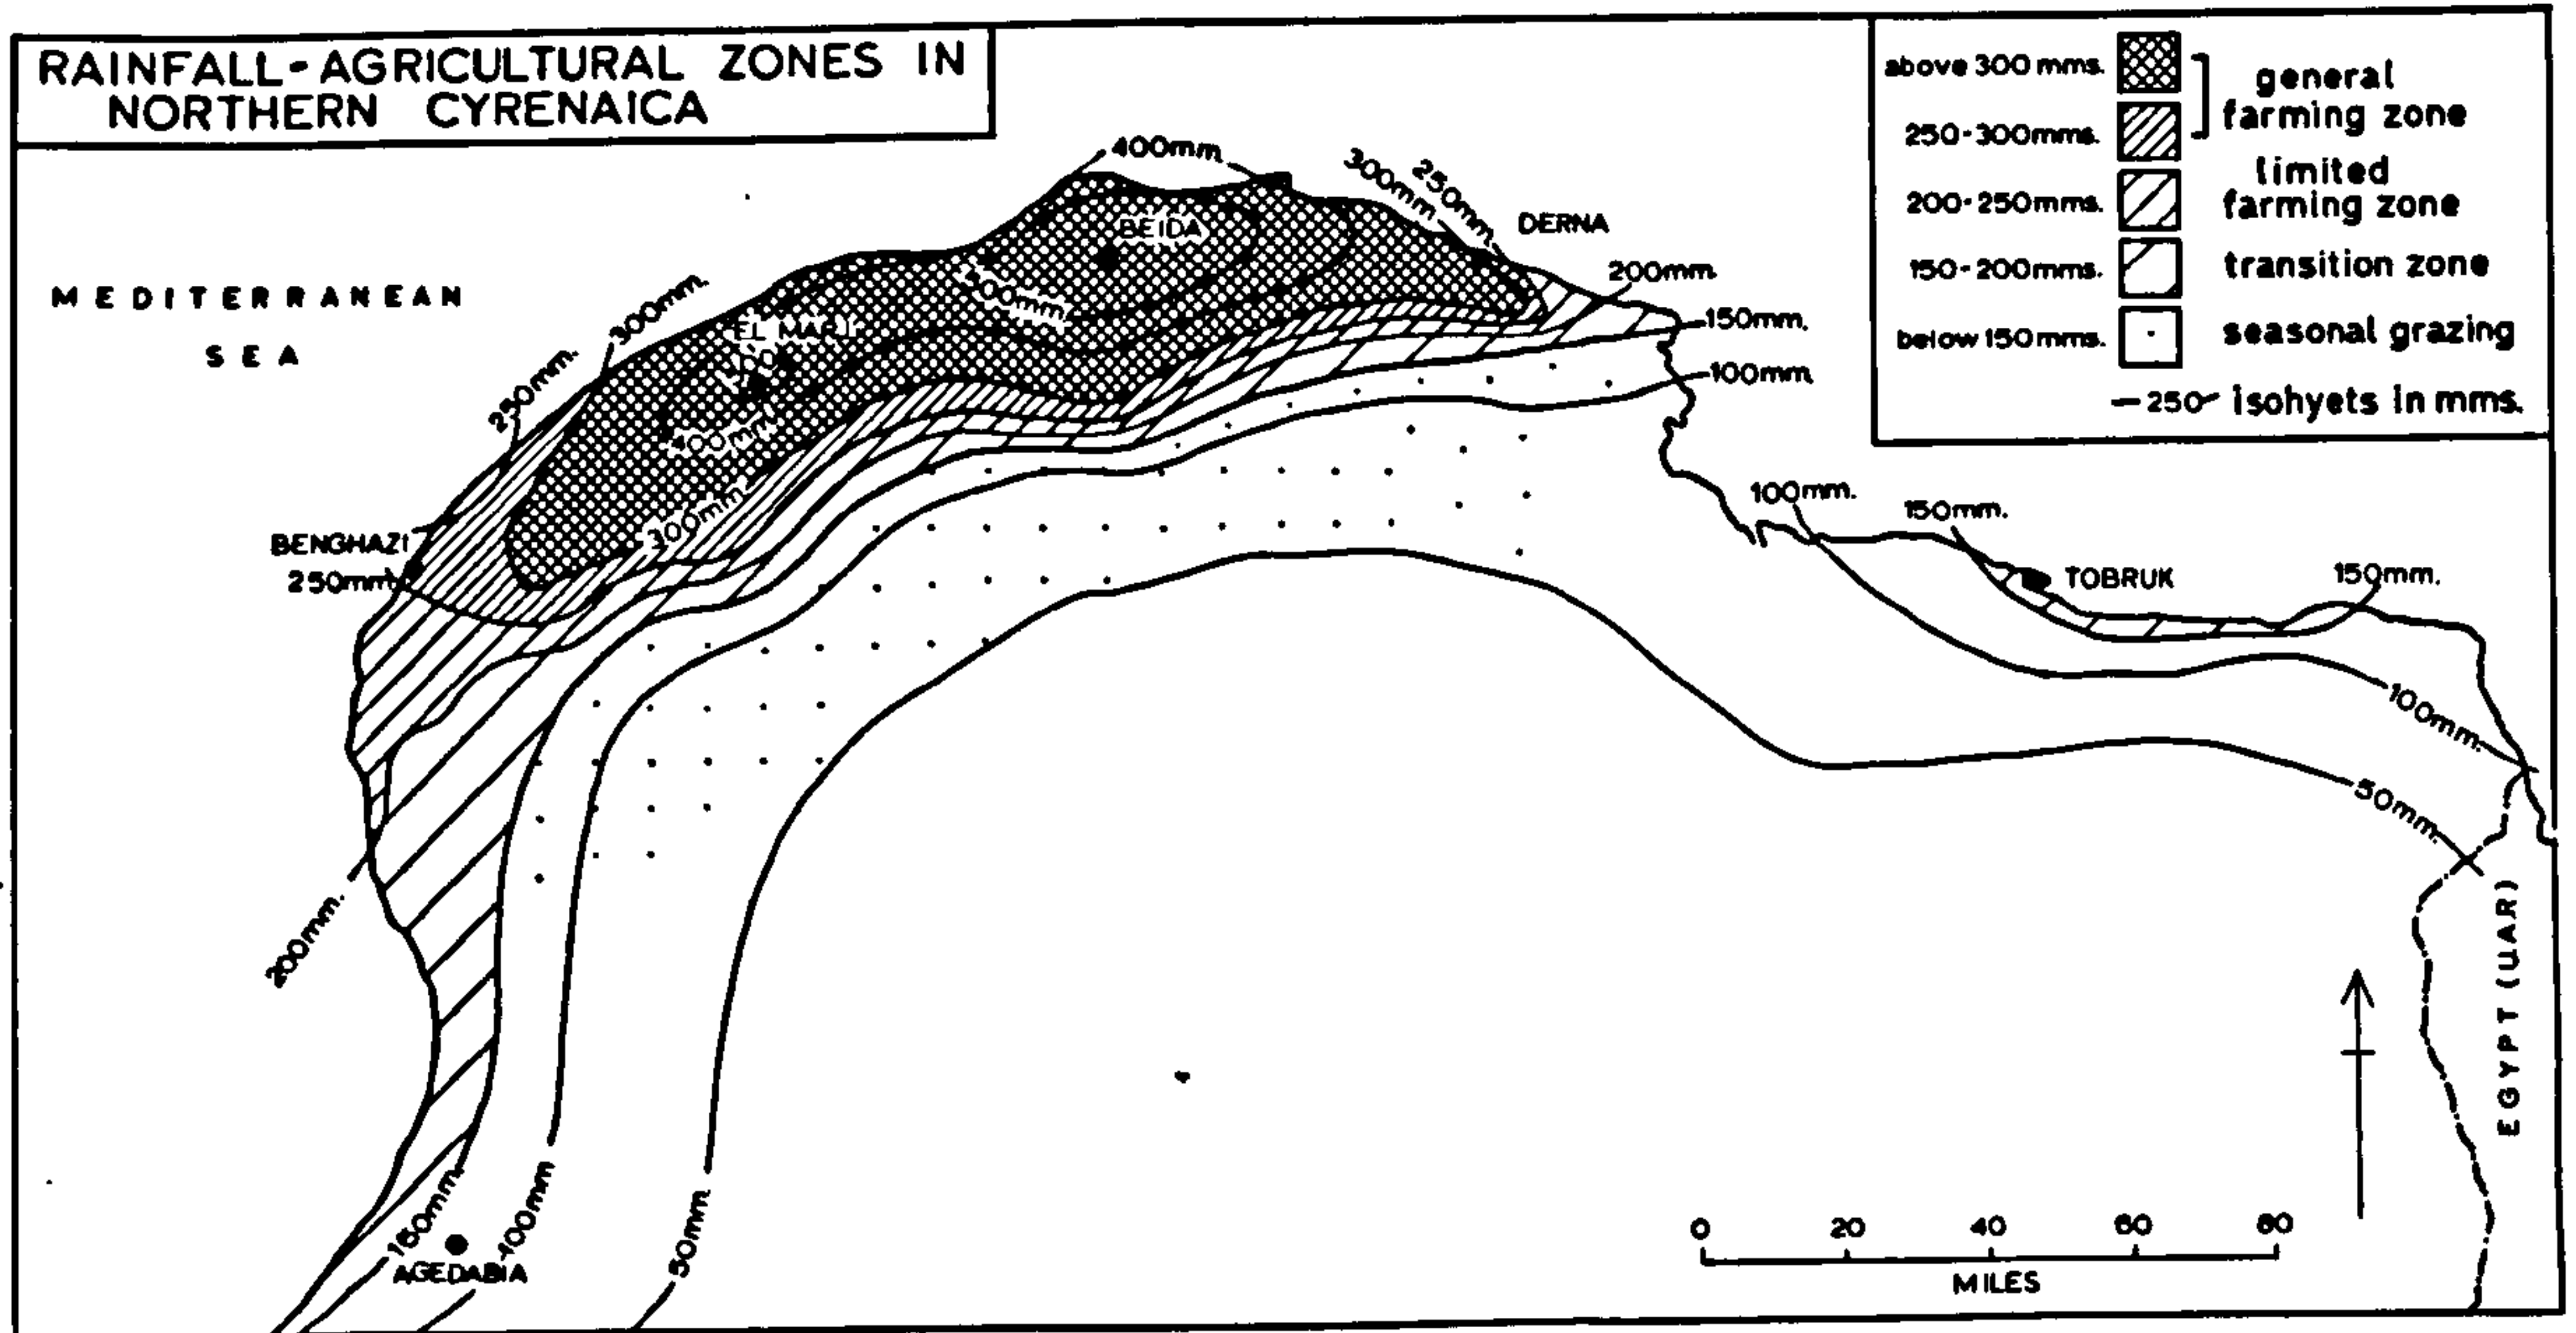 RAINFALL-AGRICULTURAL ZONES IN
NORTHERN CYRENAICA
above 300 mms.
general
farming zone
250-300mms.
limited
farming zone
200-250mms.
150-200mms.
transition zone
below 150mms.
seasonal grazing
-250- isohyets in mms.
400mm.
300mm.
250mm.
DERNA
BEIDA
200mm.
150mm.
100mm.
MEDITERRANEAN
SEA
300mm.
500mm.
EL MARJ
250mm.
400mm.
300mm.
BENGHAZI
250mm.
100mm.
150mm.
TOBRUK
150mm.
100mm.
50mm.
200mm.
EGYPT (UAR)
150mm.
100mm
50mm.
AGEDABIA
0 20 40 60 80
MILES